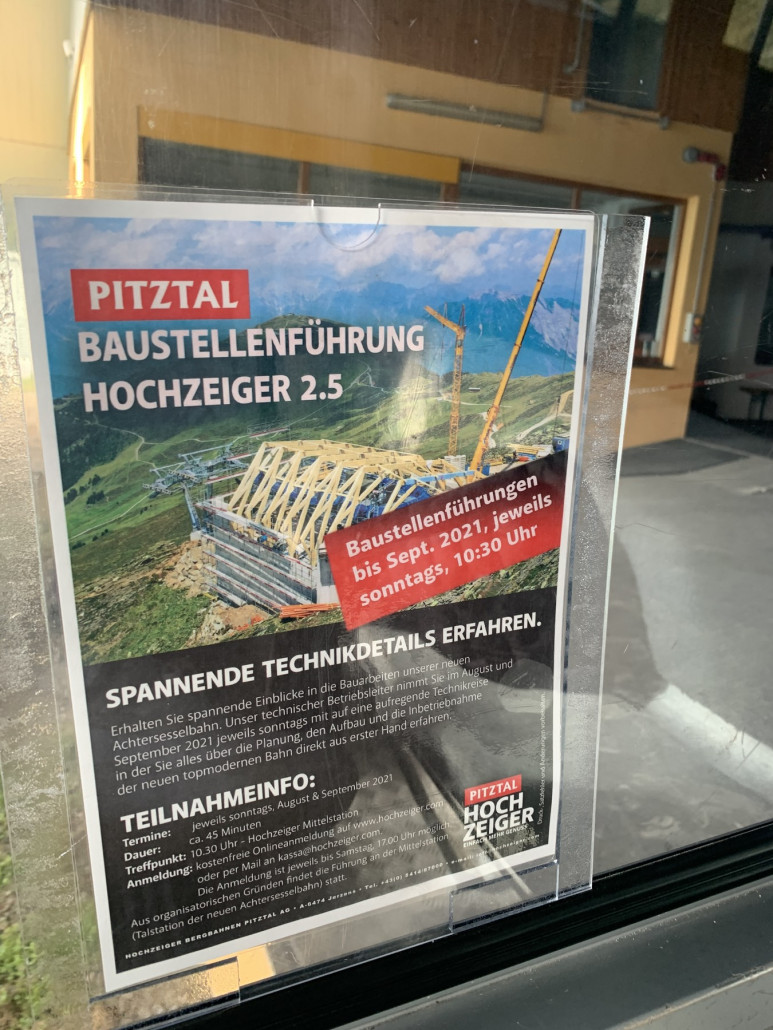 PITZTAL
BAUSTELLENFÜHRUNG
HOCHZEIGER 2.5
Baustellenführungen
bis Sept. 2021, jeweils
sonntags, 10:30 Uhr
SPANNENDE TECHNIKDETAILS ERFAHREN.
Erhalten Sie spannende Einblicke in die Bauarbeiten unserer neuen
Achtersesselbahn. Unser technischer Betriebsleiter nimmt Sie im August und
September 2021 jeweils sonntags mit auf eine aufregende Technikreise
in der Sie alles über die Planung, den Aufbau und die Inbetriebnahme
der neuen topmodernen Bahn direkt aus erster Hand erfahren.
TEILNAHMEINFO:
Termine: jeweils sonntags, August & September 2021
Dauer: ca. 45 Minuten
Treffpunkt: 10.30 Uhr – Hochzeiger Mittelstation
Anmeldung: kostenfreie Onlineanmeldung auf www.hochzeiger.com
oder per Mail an kassa@hochzeiger.com.
Die Anmeldung ist jeweils bis Samstag, 17.00 Uhr möglich.
Aus organisatorischen Gründen findet die Führung an der Mittelstation
(Talstation der neuen Achtersesselbahn) statt.
PITZTAL
HOCH
ZEIGER
EINFACH MEHR GENUSS
HOCHZEIGER BERGBAHNEN PITZTAL AG • A-6474 Jerzens • Tel.